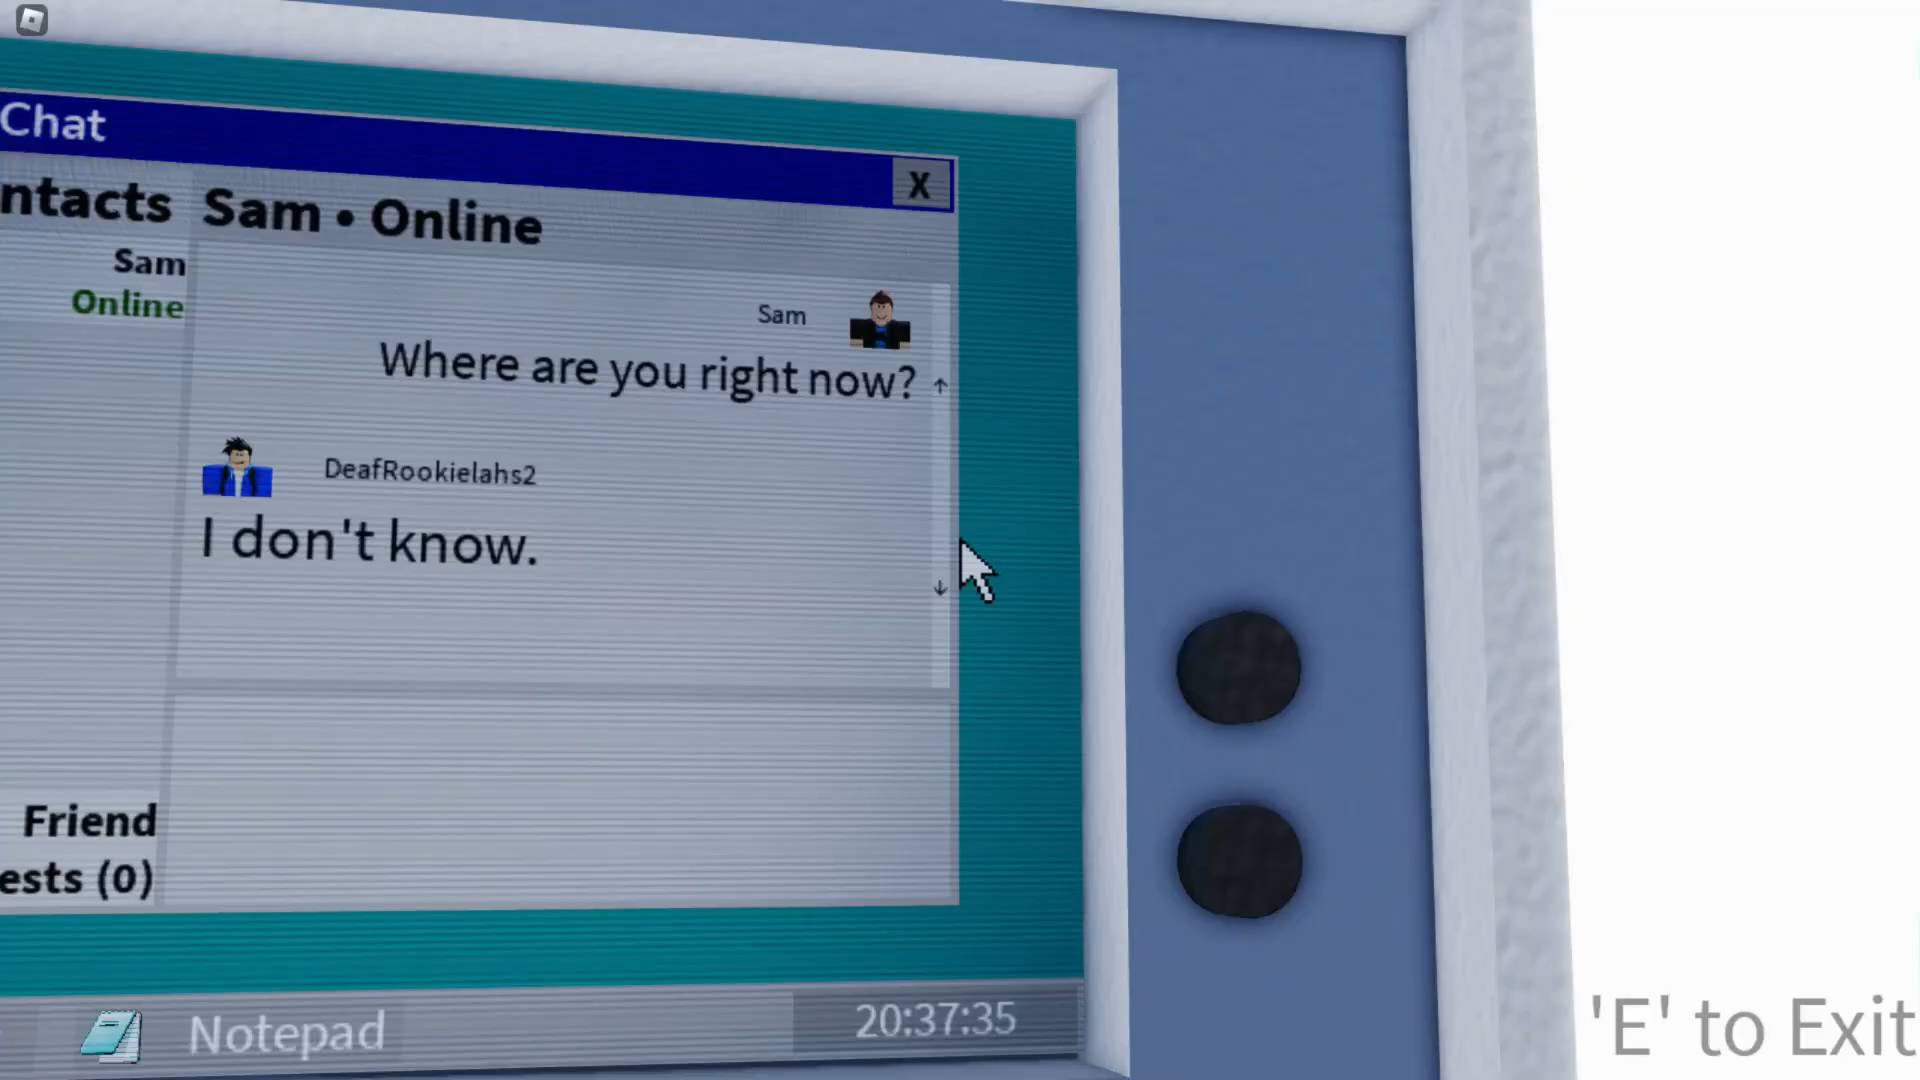 Chat
X
ntacts
Sam • Online
Sam
Online
Sam
Where are you right now?
DeafRookielahs2
I don't know.
Friend
ests (0)
Notepad
20:37:35
'E' to Exit